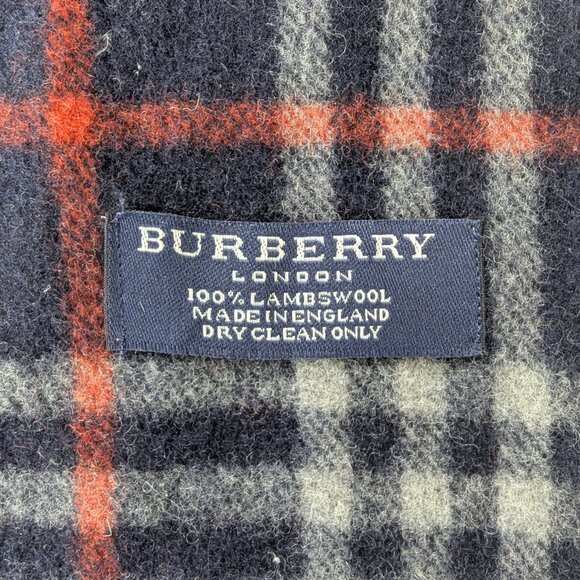 BURBERRY
LONDON
100% LAMBSWOOL
MADE IN ENGLAND
DRY CLEAN ONLY